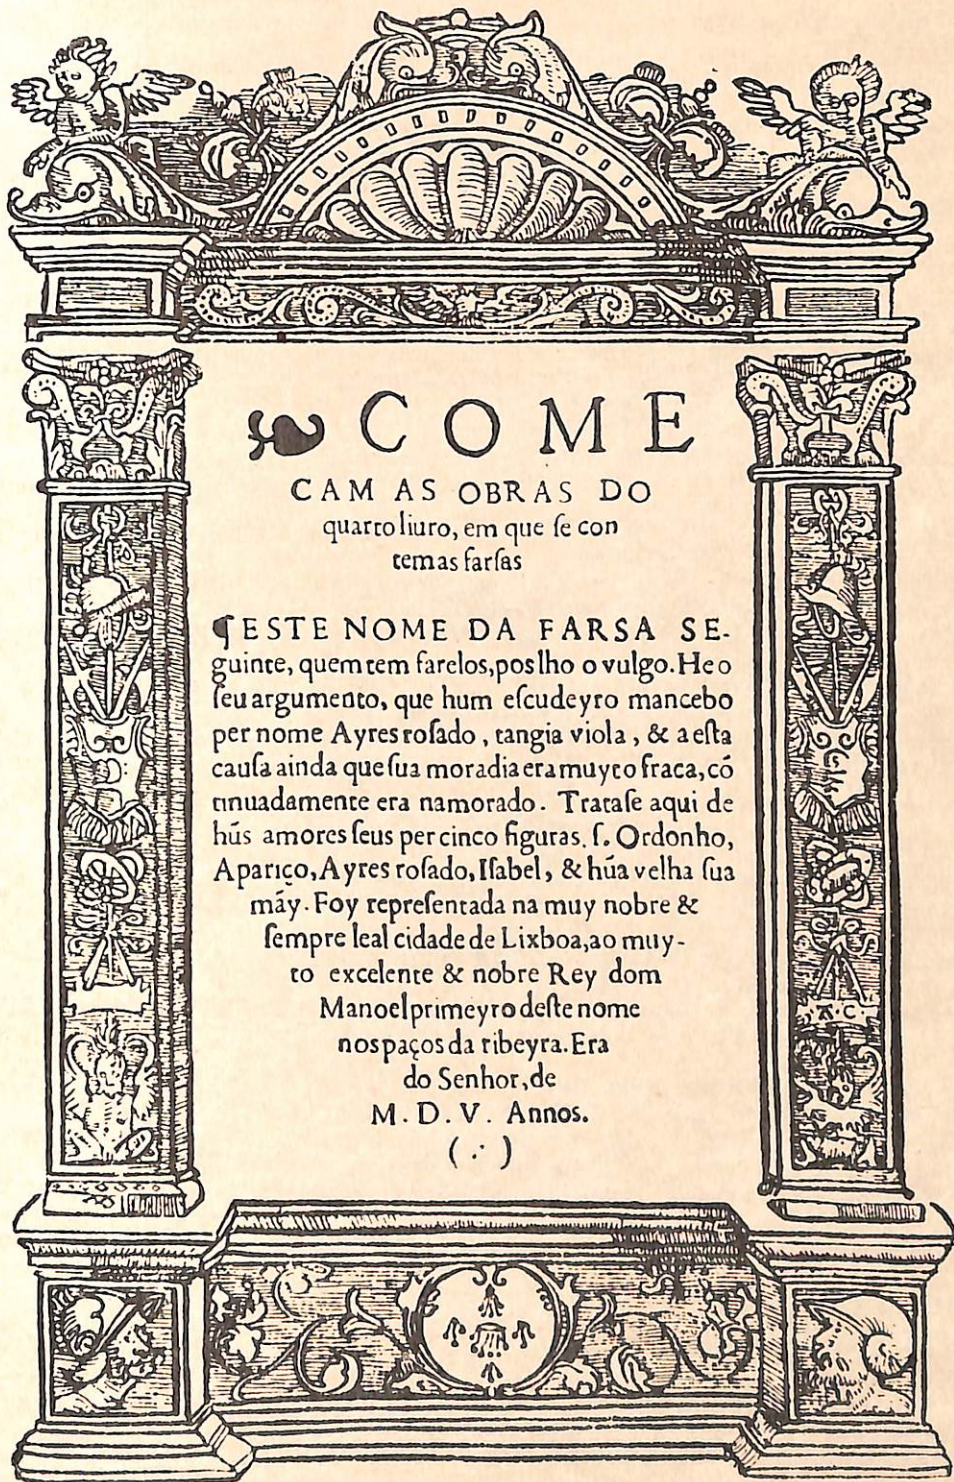 COME
CAM AS OBRAS DO
quarto liuro, em que ſe con
tem as farſas
¶ESTE NOME DA FARSA SE-
guinte, quem tem farelos, pos lho o vulgo. He o
ſeu argumento, que hum eſcudeyro mancebo
per nome Ayres roſado, tangia viola, & a eſta
cauſa ainda que ſua moradia era muyto fraca, cõ
tinuadamente era namorado. Trataſe aqui de
hũs amores ſeus per cinco figuras. ſ. Ordonho,
Apariço, Ayres roſado, Iſabel, & hũa velha ſua
mãy. Foy repreſentada na muy nobre &
ſempre leal cidade de Lixboa, ao muy-
to excelente & nobre Rey dom
Manoel primeyro deſte nome
nos paços da ribeyra. Era
do Senhor, de
M. D. V. Annos.
(.·)
A·C